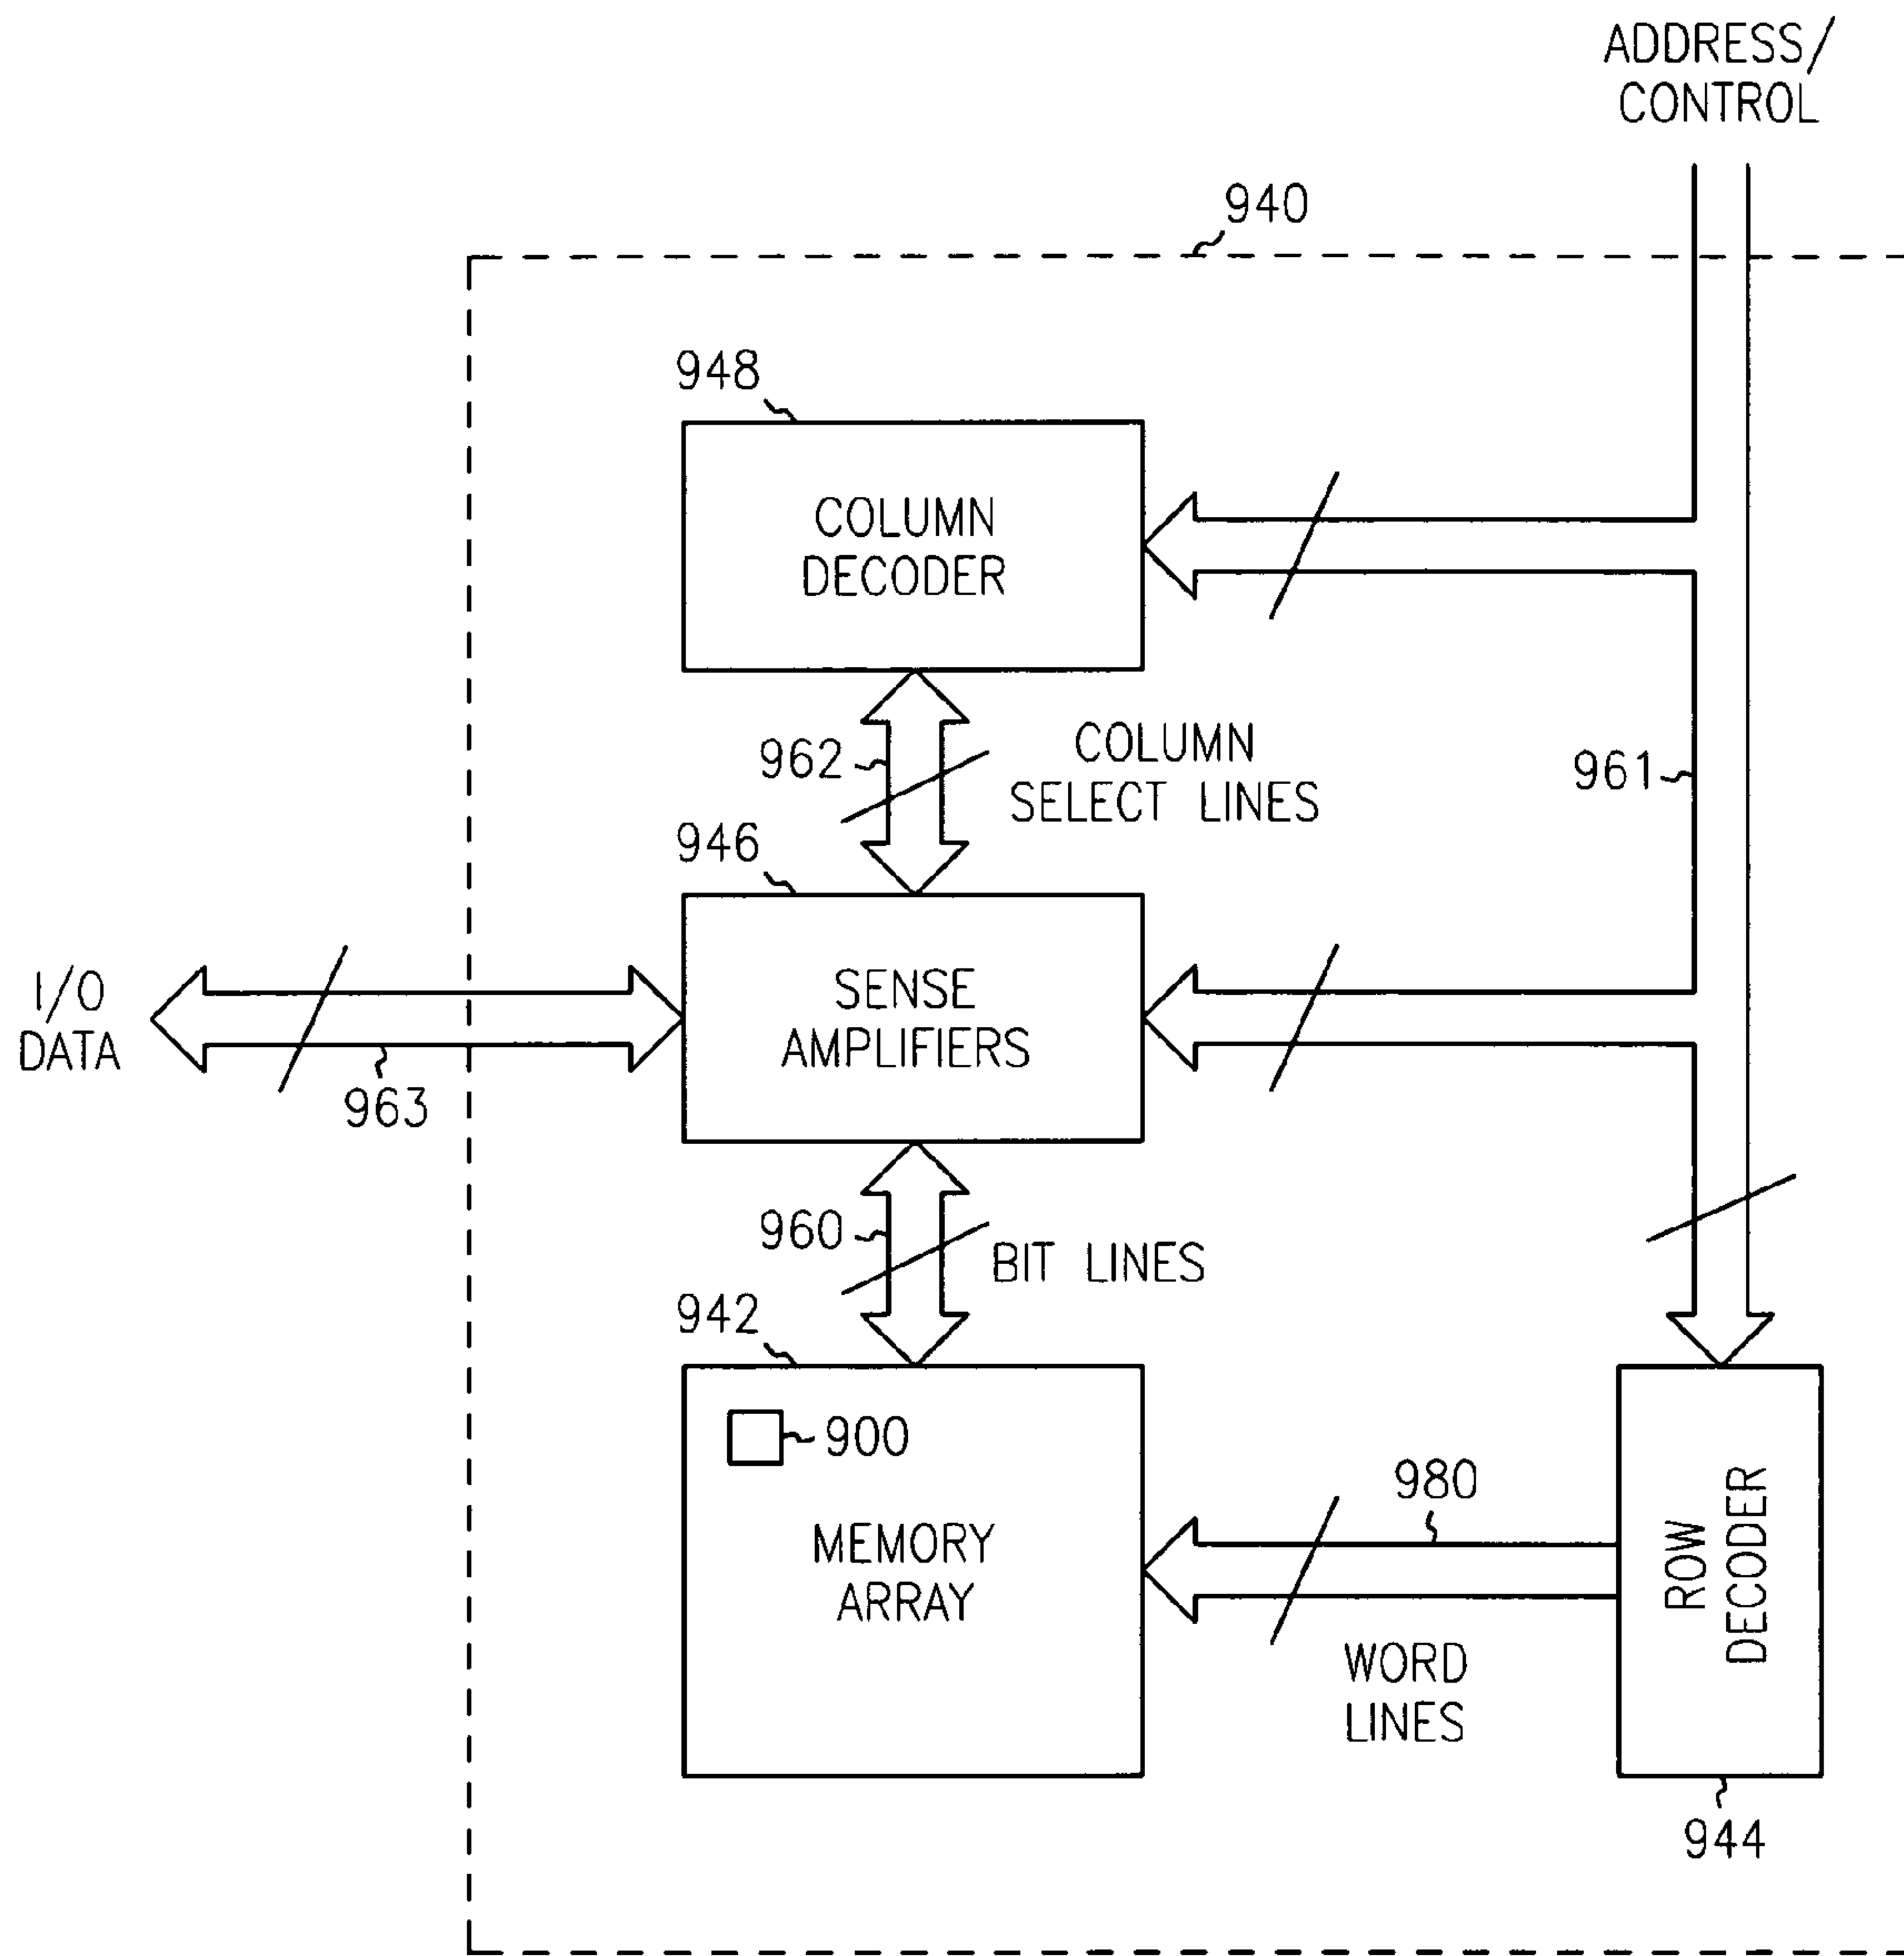 ADDRESS/
CONTROL
940
948
COLUMN
DECODER
962
COLUMN
SELECT LINES
961
946
I/O
DATA
SENSE
AMPLIFIERS
963
960
BIT LINES
942
900
MEMORY
ARRAY
980
WORD
LINES
ROW
DECODER
944